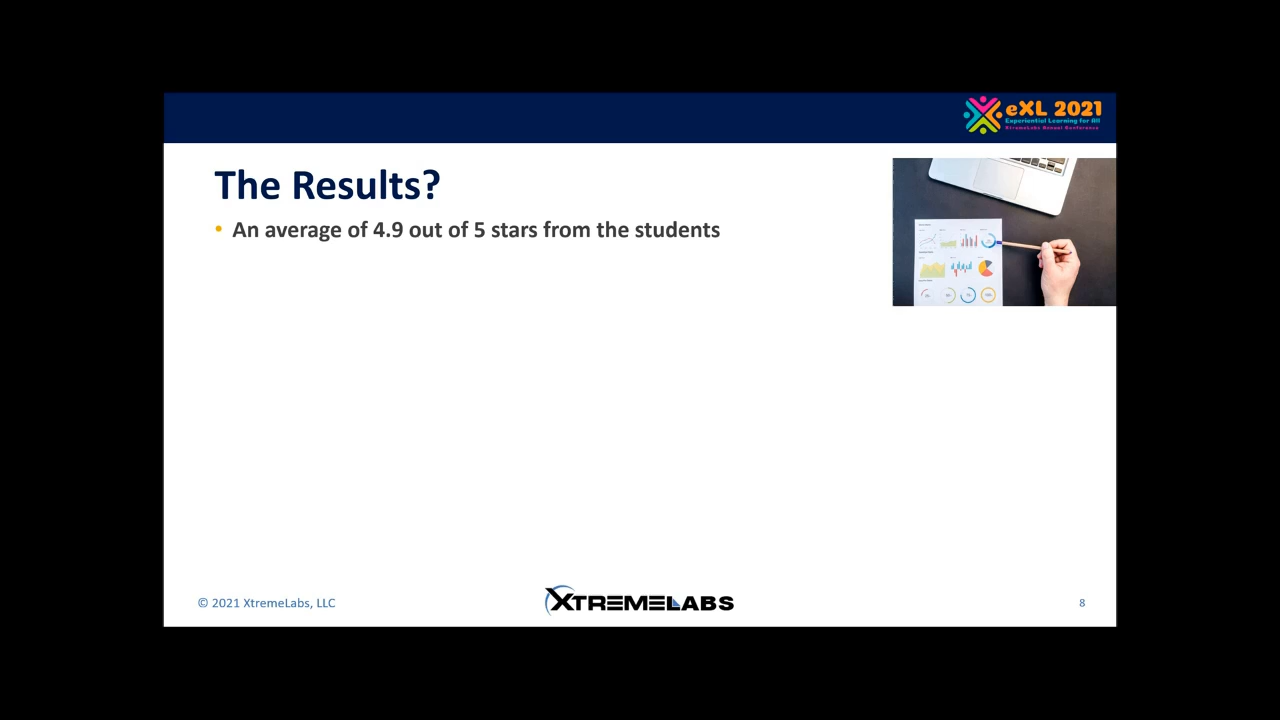 eXL 2021
Experiential Learning for All
XtremeLabs Annual Conference
The Results?
• An average of 4.9 out of 5 stars from the students
© 2021 XtremeLabs, LLC
XTREMELABS
8